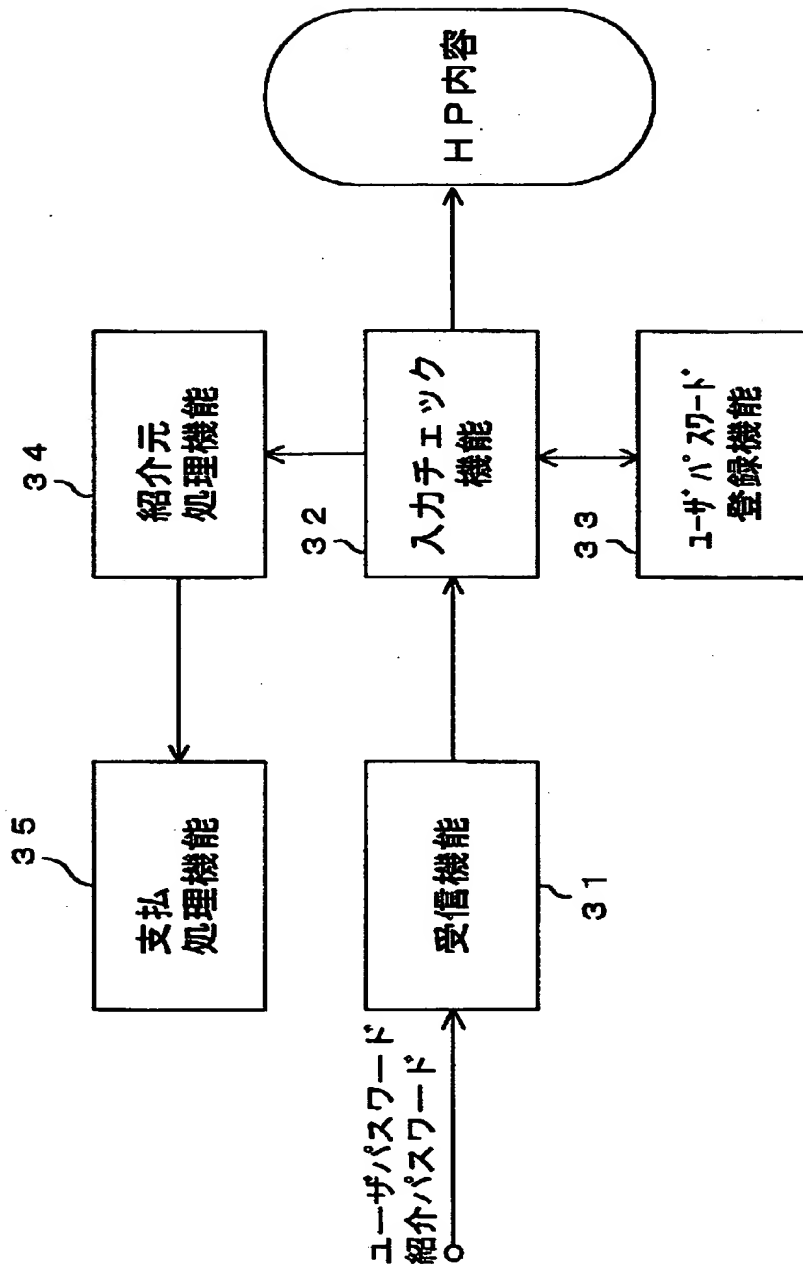 35
支払
処理機能
34
紹介元
処理機能
ユーザパスワード
紹介パスワード
受信機能
31
32
入力チェック
機能
HP内容
33
ユーザパスワード
登録機能